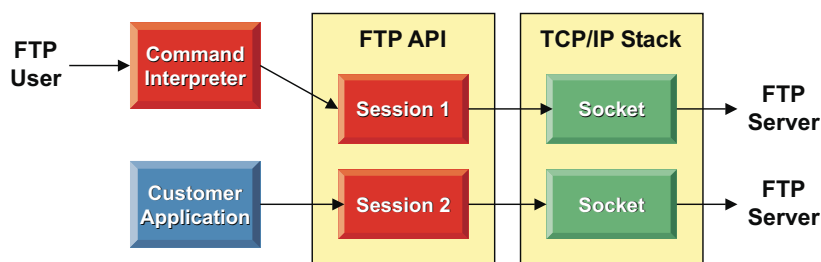 FTP API
TCP/IP Stack
FTP
User
Command
Interpreter
Session 1
Socket
FTP
Server
Customer
Application
Session 2
Socket
FTP
Server